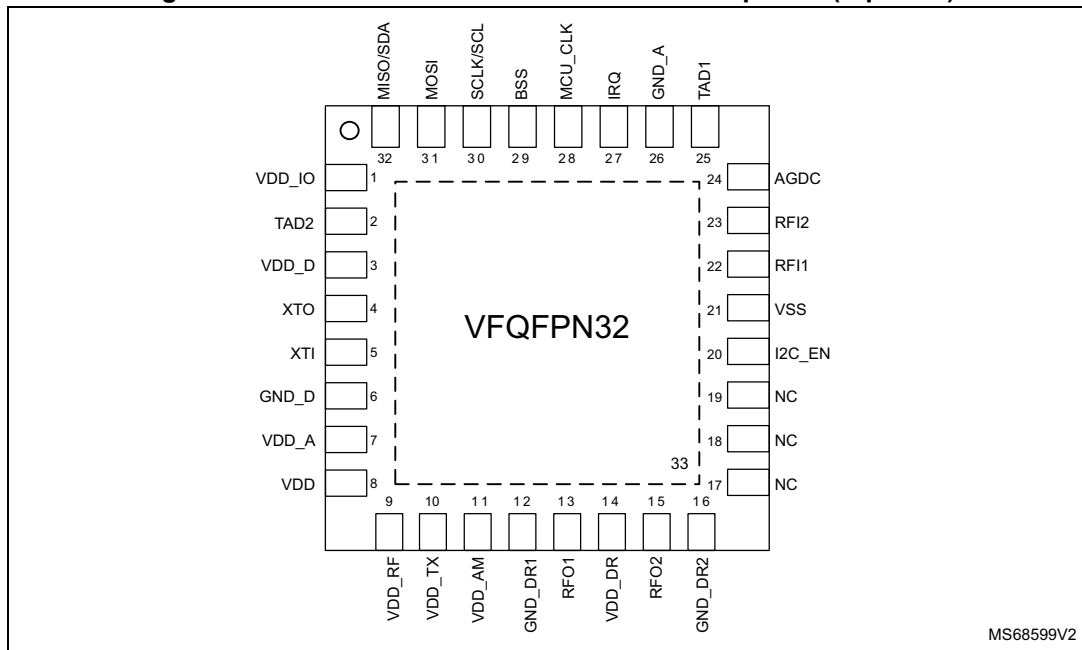 MISO/SDA
MOSI
SCLK/SCL
BSS
MCU_CLK
IRQ
GND_A
TAD1
32 31 30 29 28 27 26 25
VDD_IO 1 24 AGDC
TAD2 2 23 RFI2
VDD_D 3 22 RFI1
XTO 4 21 VSS
XTI 5 20 I2C_EN
GND_D 6 19 NC
VDD_A 7 18 NC
VDD 8 17 NC
VFQFPN32
33
9 10 11 12 13 14 15 16
VDD_RF
VDD_TX
VDD_AM
GND_DR1
RFO1
VDD_DR
RFO2
GND_DR2
MS68599V2